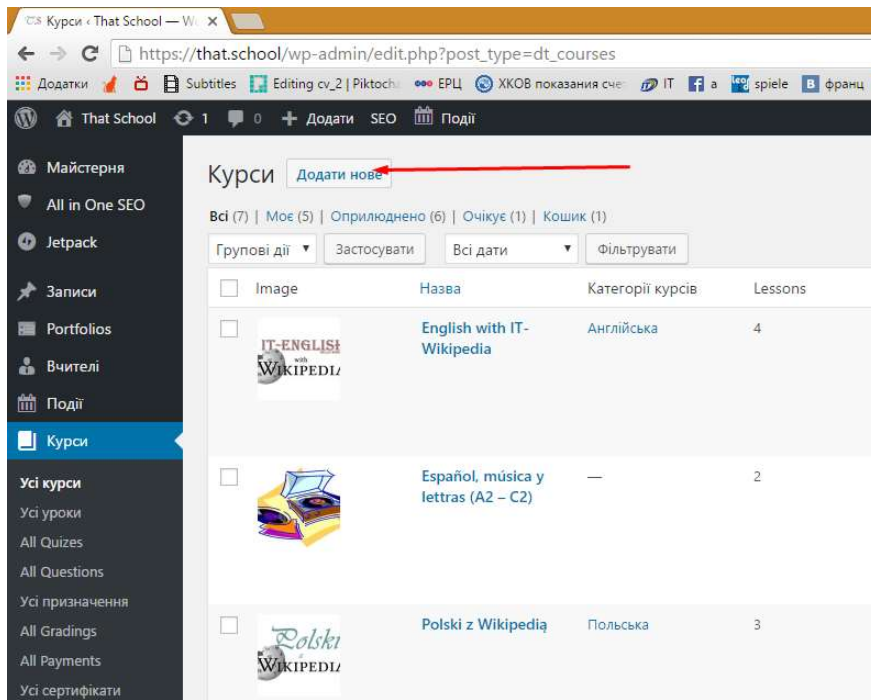 Курси ‹ That School — W
https://that.school/wp-admin/edit.php?post_type=dt_courses
Додатки Subtitles Editing cv_2 | Piktoch ЕРЦ ХКОВ показания сче IT a spiele франц
That School 1 0 + Додати SEO Події
Майстерня
All in One SEO
Jetpack
Записи
Portfolios
Вчителі
Події
Курси
Усі курси
Усі уроки
All Quizes
All Questions
Усі призначення
All Gradings
All Payments
Усі сертифікати
Курси Додати нове
Всі (7) | Моє (5) | Оприлюднено (6) | Очікує (1) | Кошик (1)
Групові дії Застосувати Всі дати Фільтрувати
Image Назва Категорії курсів Lessons
IT-ENGLISH
with
WIKIPEDIA
English with IT-
Wikipedia
Англійська
4
Español, música y
lettras (A2 – C2)
—
2
Polski
z
WIKIPEDIA
Polski z Wikipedią
Польська
3